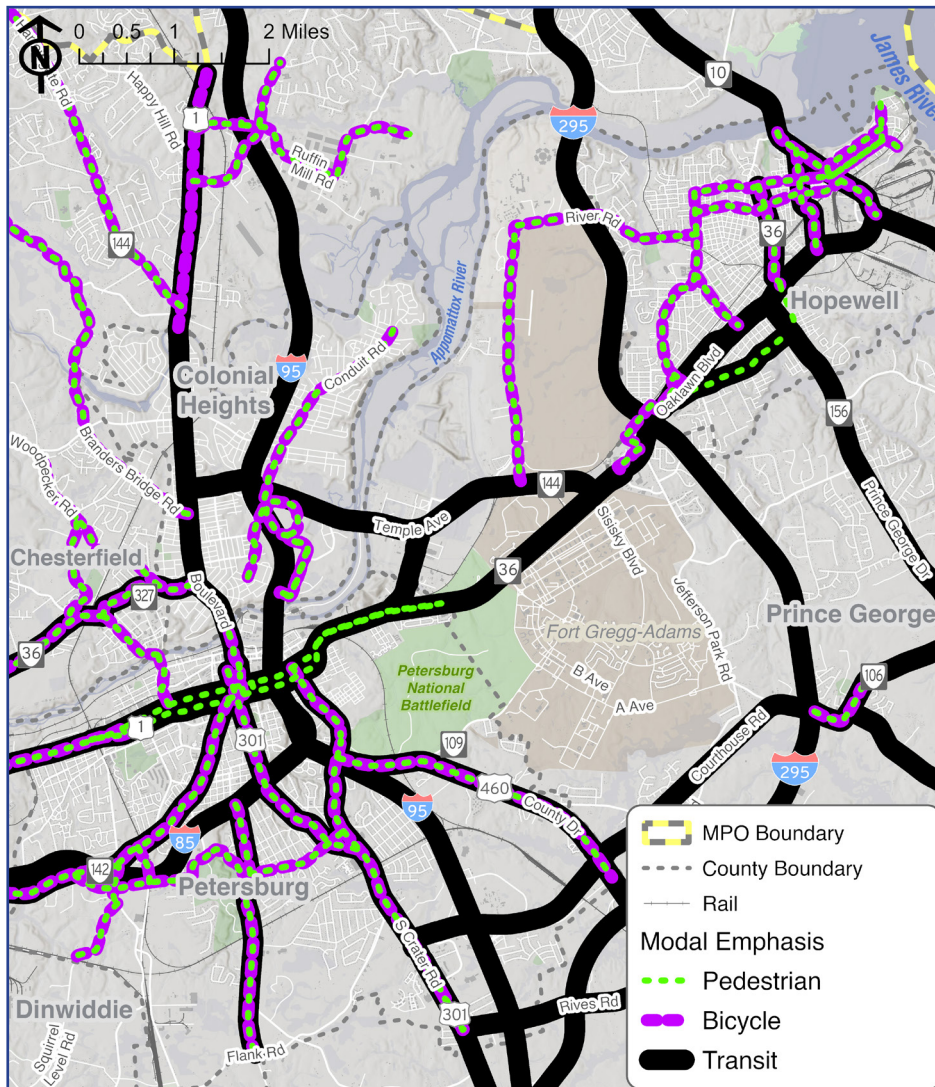 0 0.5 1 2 Miles
N
10
James River
Happy Hill Rd
1
295
Ruffin
Mill Rd
River Rd
144
36
Hopewell
Appomattox River
Conduit Rd
95
Colonial
Heights
Oaklawn Blvd
156
Branders Bridge Rd
Woodpecker Rd
144
Prince George Dr
Temple Ave
Sisisky Blvd
Chesterfield
36
Boulevard
327
Jefferson Park Rd
Fort Gregg-Adams
Prince George
36
Petersburg
National
Battlefield
B Ave
106
A Ave
1
301
109
Courthouse Rd
295
460
95
County Dr
85
142
Petersburg
S Crater Rd
Dinwiddie
301
Rives Rd
Squirrel
Level Rd
Flank Rd
MPO Boundary
County Boundary
Rail
Modal Emphasis
Pedestrian
Bicycle
Transit